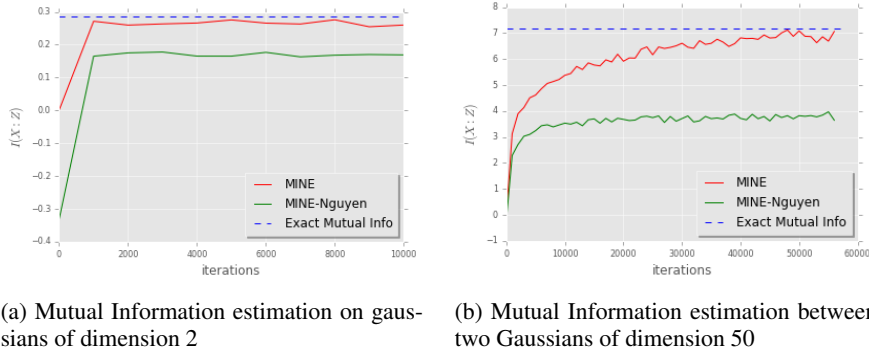 0.3
0.2
0.1
0.0
−0.1
−0.2
−0.3
−0.4
I(X : Z)
0 2000 4000 6000 8000 10000
iterations
MINE
MINE-Nguyen
Exact Mutual Info
8
7
6
5
4
3
2
1
0
−1
I(X : Z)
0 10000 20000 30000 40000 50000 60000
iterations
MINE
MINE-Nguyen
Exact Mutual Info
(a) Mutual Information estimation on gaus-
sians of dimension 2
(b) Mutual Information estimation between
two Gaussians of dimension 50